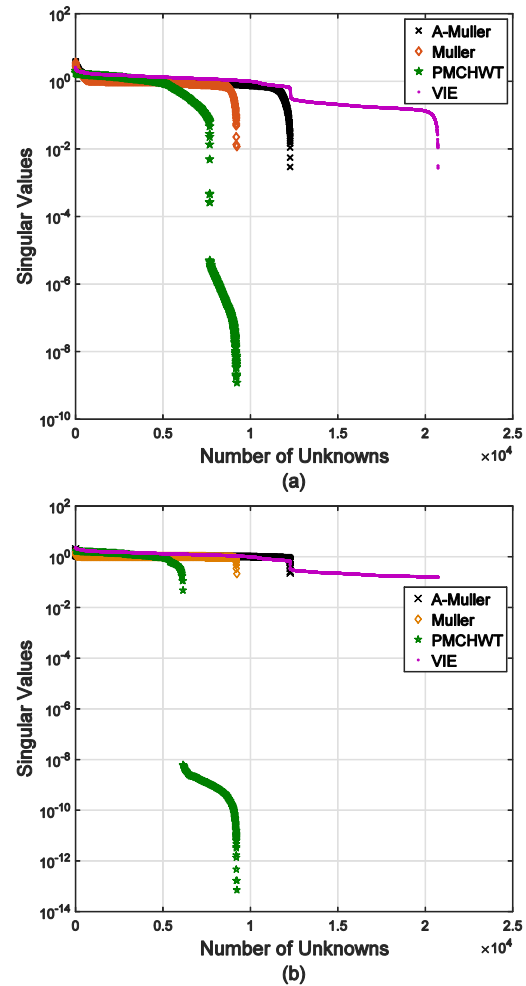 10^2
10^0
10^-2
10^-4
10^-6
10^-8
10^-10
Singular Values
A-Muller
Muller
PMCHWT
VIE
0 0.5 1 1.5 2 2.5
×10^4
Number of Unknowns
(a)
10^2
10^0
10^-2
10^-4
10^-6
10^-8
10^-10
10^-12
10^-14
Singular Values
A-Muller
Muller
PMCHWT
VIE
0 0.5 1 1.5 2 2.5
×10^4
Number of Unknowns
(b)